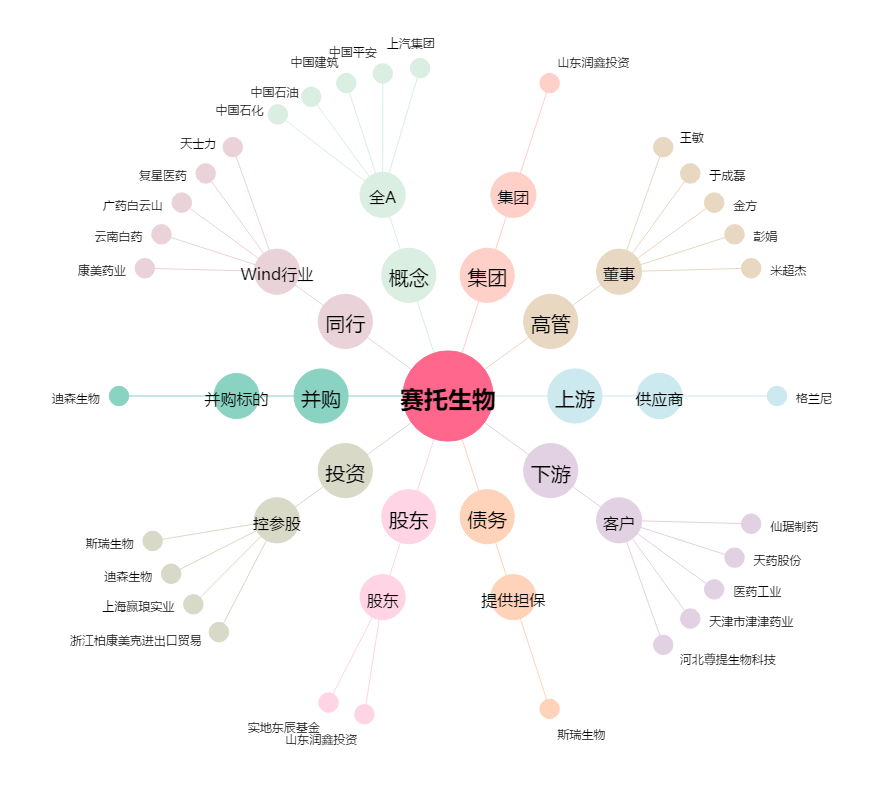 上汽集团
中国平安
中国建筑
山东润鑫投资
中国石油
中国石化
王敏
天士力
复星医药
于成磊
全A
集团
广药白云山
金方
云南白药
彭娟
康美药业
Wind行业
概念
集团
董事
米超杰
同行
高管
迪森生物
并购标的
并购
赛托生物
上游
供应商
格兰尼
投资
下游
控参股
股东
债务
客户
仙琚制药
斯瑞生物
天药股份
迪森生物
医药工业
上海赢琅实业
股东
提供担保
天津市津津药业
浙江柏康美克进出口贸易
河北尊提生物科技
实地东辰基金
山东润鑫投资
斯瑞生物